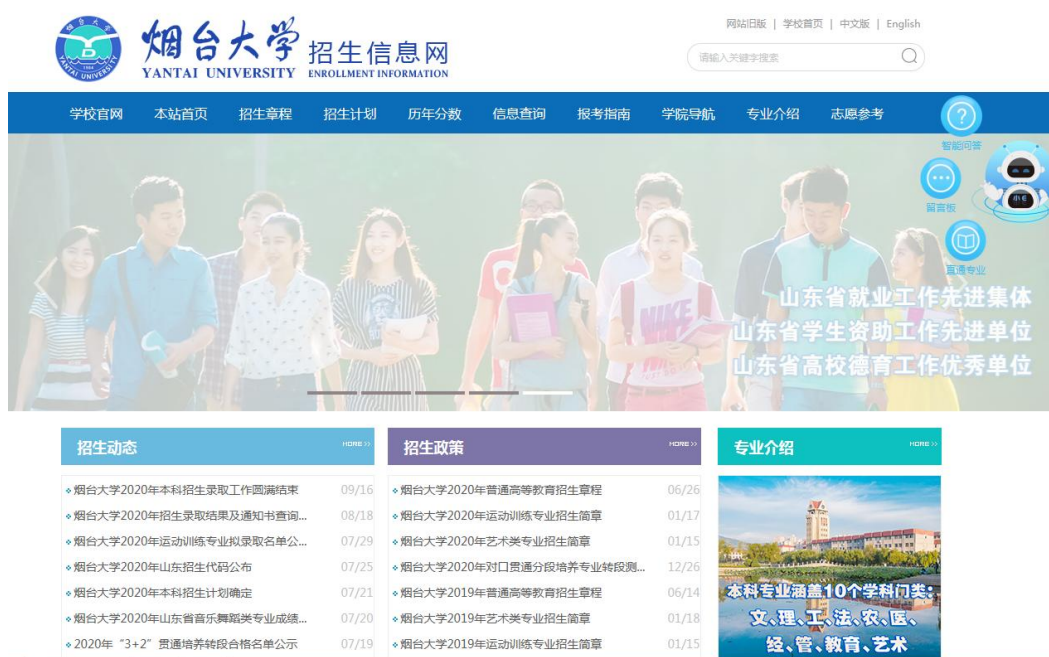 网站旧版 | 学校首页 | 中文版 | English
烟台大学
YANTAI UNIVERSITY
招生信息网
ENROLLMENT INFORMATION
请输入关键字搜索
学校官网 本站首页 招生章程 招生计划 历年分数 信息查询 报考指南 学院导航 专业介绍 志愿参考
智能问答
留言板
直通专业
山东省就业工作先进集体
山东省学生资助工作先进单位
山东省高校德育工作优秀单位
NIKE
招生动态 MORE >>
烟台大学2020年本科招生录取工作圆满结束 09/16
烟台大学2020年招生录取结果及通知书查询... 08/18
烟台大学2020年运动训练专业拟录取名单公... 07/29
烟台大学2020年山东招生代码公布 07/25
烟台大学2020年本科招生计划确定 07/21
烟台大学2020年山东省音乐舞蹈类专业成绩... 07/20
2020年“3+2”贯通培养转段合格名单公示 07/19
招生政策 MORE >>
烟台大学2020年普通高等教育招生章程 06/26
烟台大学2020年运动训练专业招生简章 01/17
烟台大学2020年艺术类专业招生简章 01/15
烟台大学2020年对口贯通分段培养专业转段测... 12/26
烟台大学2019年普通高等教育招生章程 06/14
烟台大学2019年艺术类专业招生简章 01/18
烟台大学2019年运动训练专业招生简章 01/15
专业介绍 MORE >>
本科专业涵盖10个学科门类:
文、理、工、法、农、医、
经、管、教育、艺术